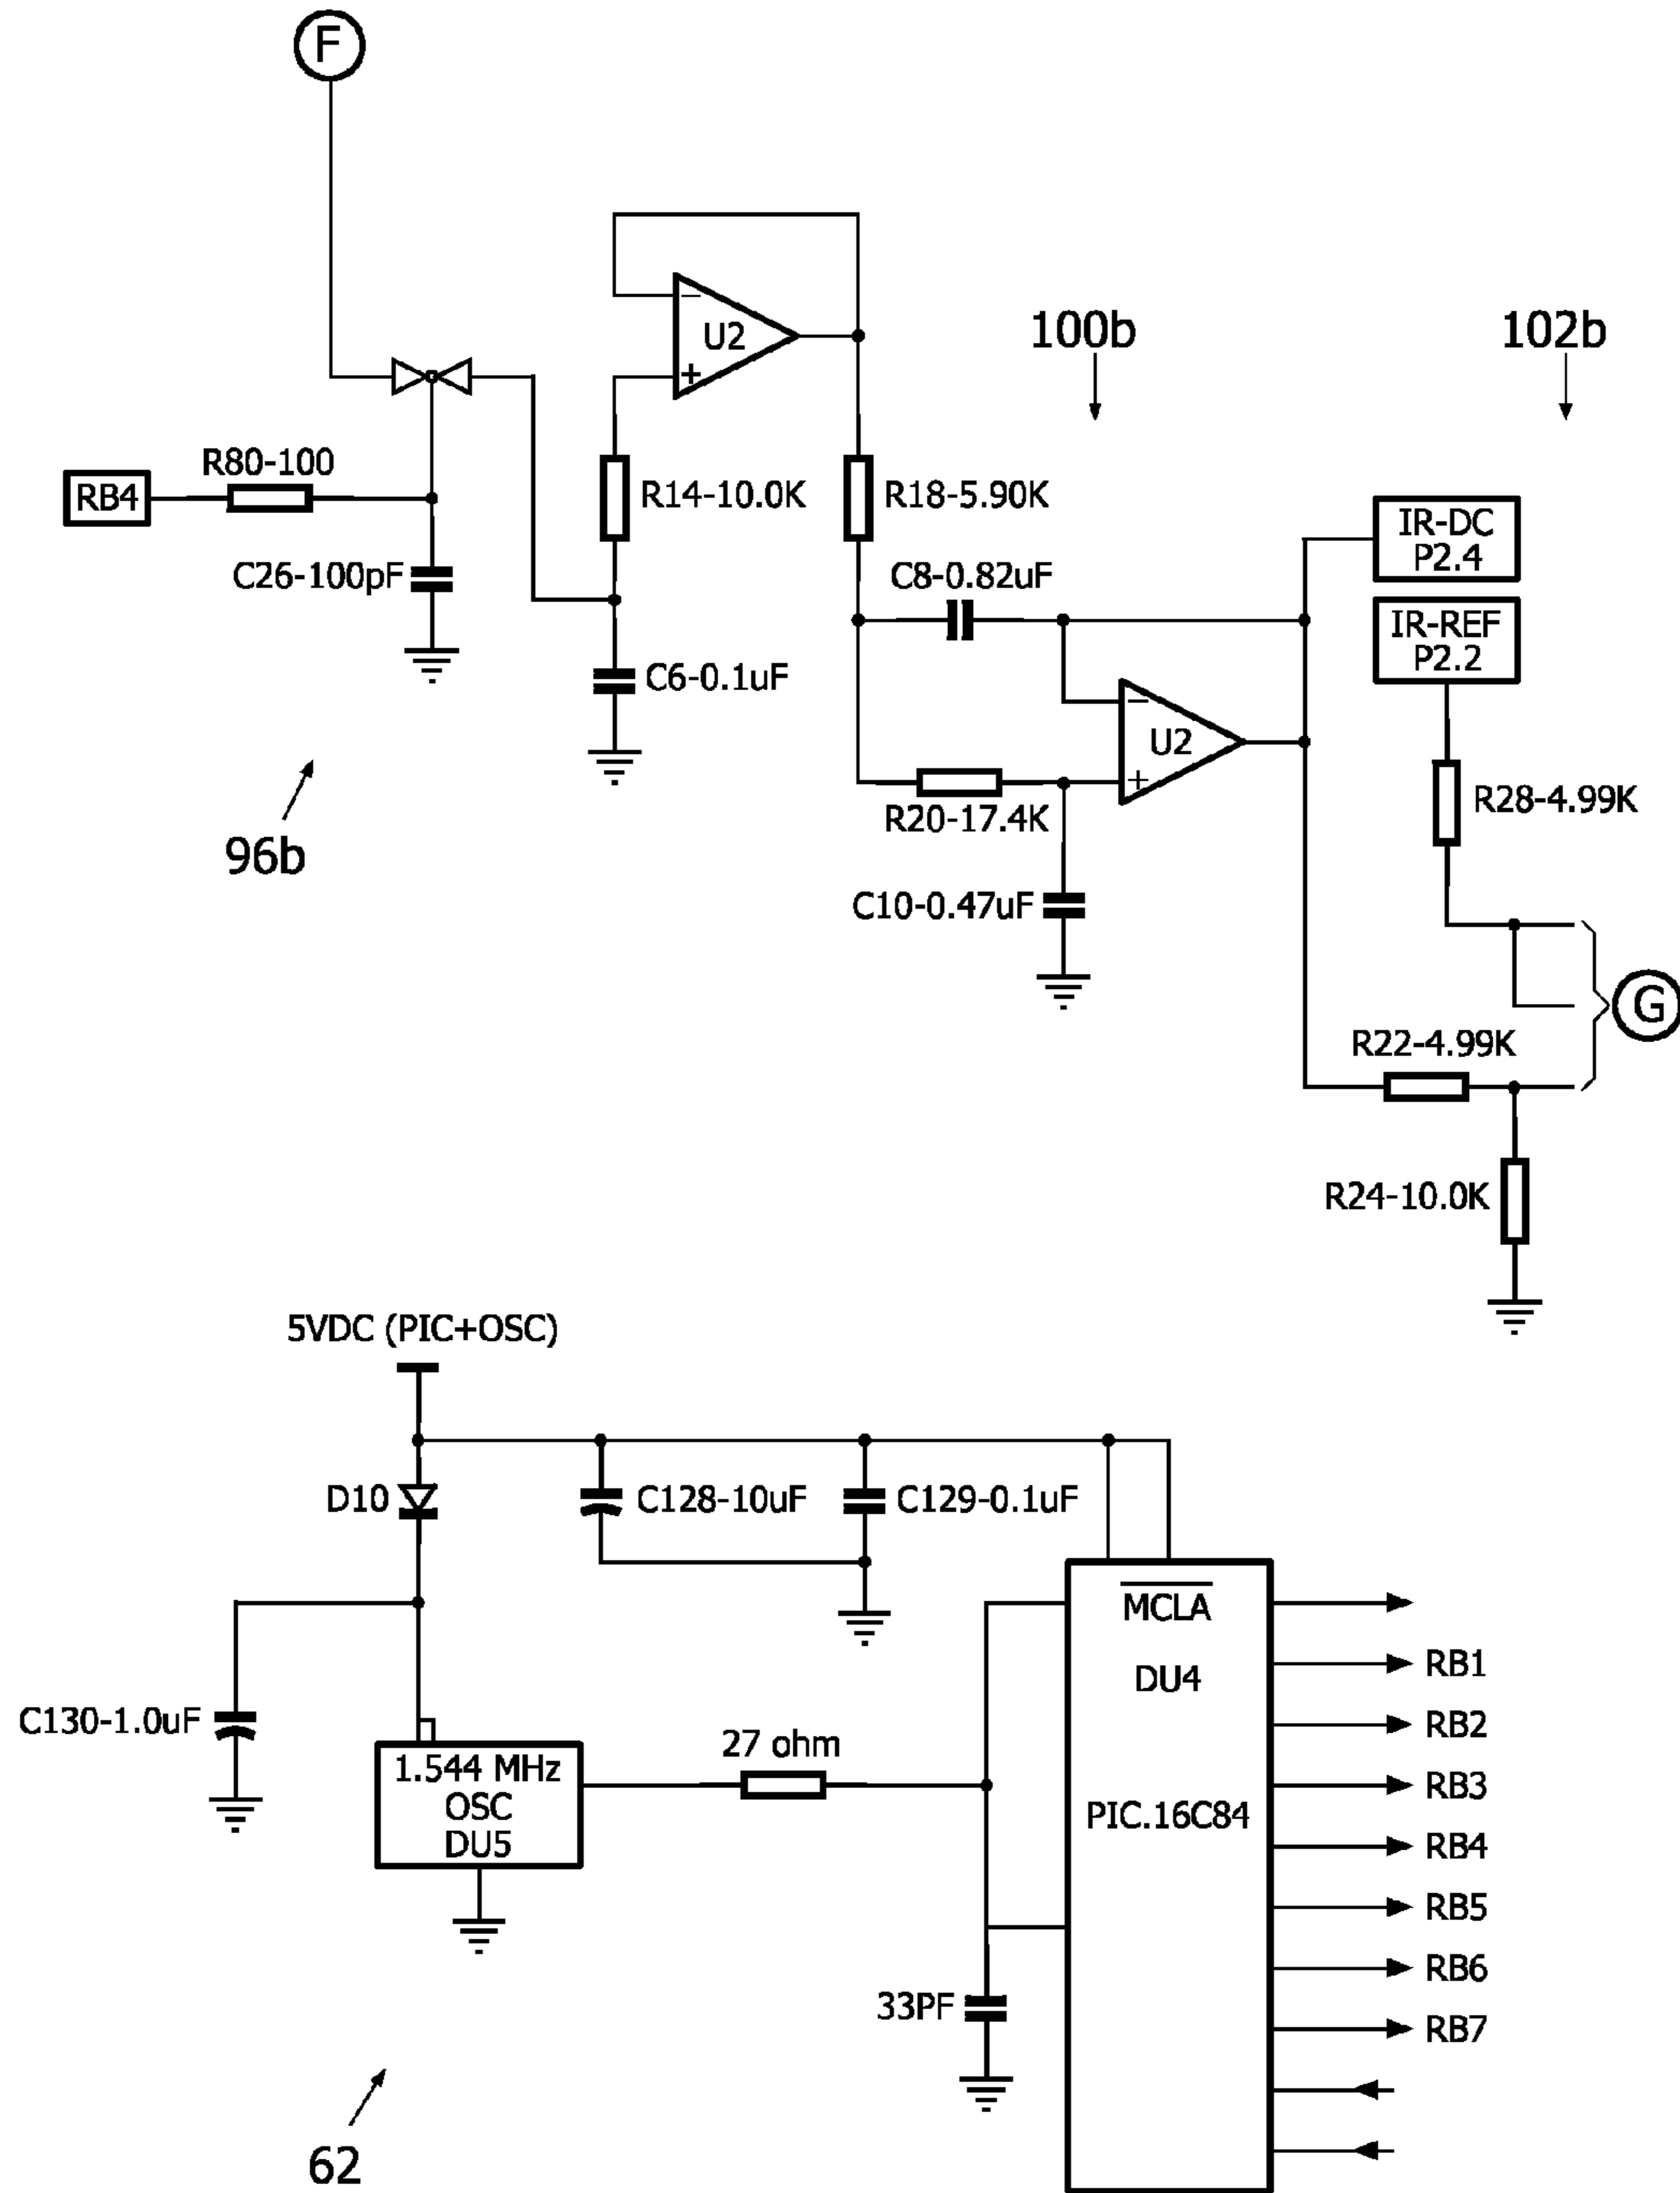 F
U2
100b
102b
R80-100
RB4
R14-10.0K
R18-5.90K
IR-DC
P2.4
C26-100pF
C8-0.82uF
IR-REF
P2.2
C6-0.1uF
U2
R20-17.4K
R28-4.99K
96b
C10-0.47uF
G
R22-4.99K
R24-10.0K
5VDC (PIC+OSC)
D10
C128-10uF
C129-0.1uF
MCLA
DU4
RB1
C130-1.0uF
27 ohm
RB2
1.544 MHz
OSC
DU5
RB3
PIC.16C84
RB4
RB5
RB6
33PF
RB7
62